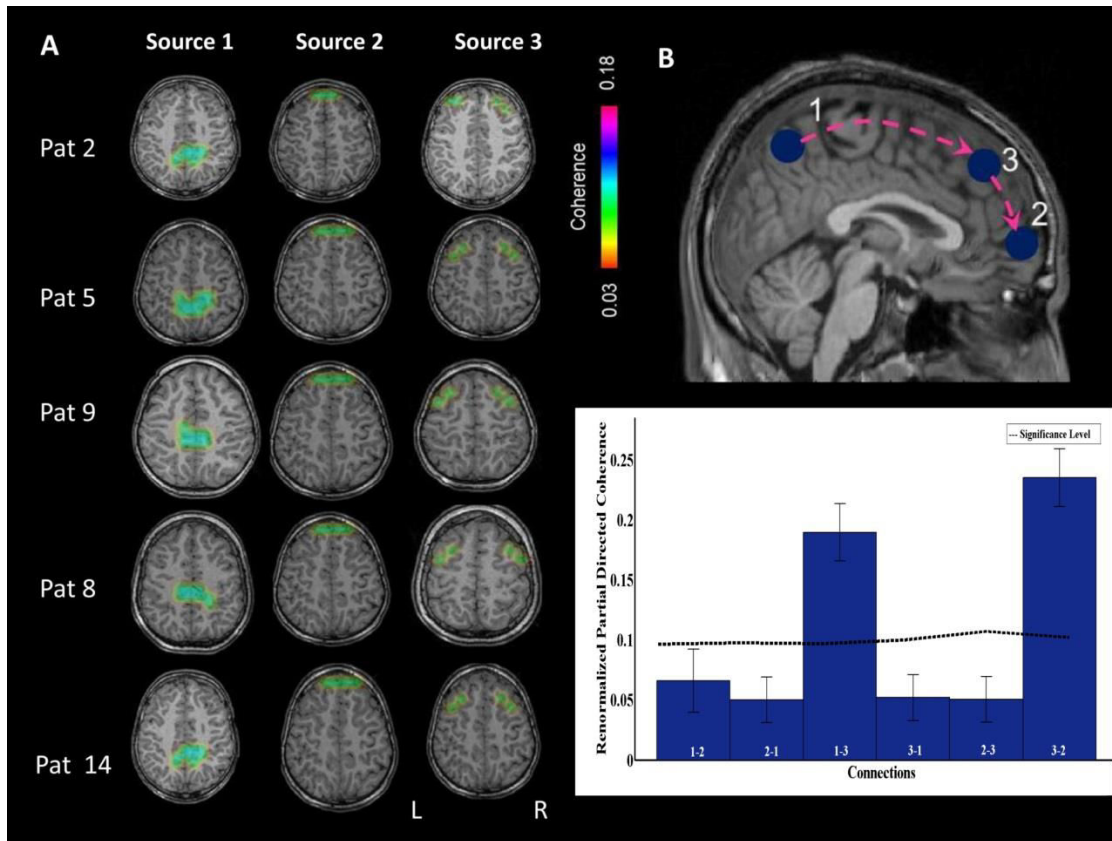 A
Source 1
Source 2
Source 3
Pat 2
Pat 5
Pat 9
Pat 8
Pat 14
L
R
Coherence
0.18
0.03
B
1
3
2
--- Significance Level
Renormalized Partial Directed Coherence
0.25
0.2
0.15
0.1
0.05
0
1-2
2-1
1-3
3-1
2-3
3-2
Connections